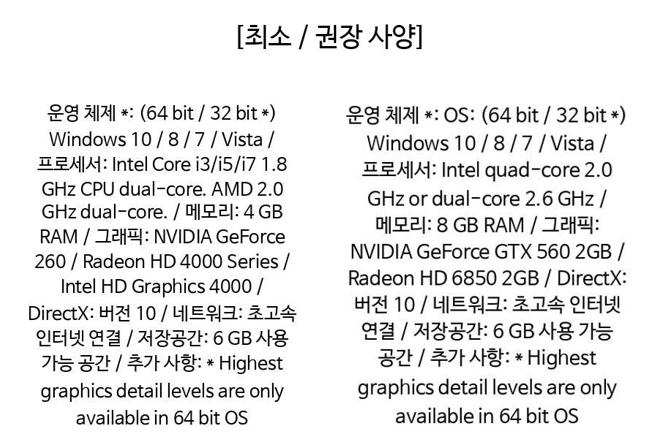 [최소 / 권장 사양]
운영 체제 *: (64 bit / 32 bit *)
Windows 10 / 8 / 7 / Vista /
프로세서: Intel Core i3/i5/i7 1.8
GHz CPU dual-core. AMD 2.0
GHz dual-core. / 메모리: 4 GB
RAM / 그래픽: NVIDIA GeForce
260 / Radeon HD 4000 Series /
Intel HD Graphics 4000 /
DirectX: 버전 10 / 네트워크: 초고속
인터넷 연결 / 저장공간: 6 GB 사용
가능 공간 / 추가 사항: * Highest
graphics detail levels are only
available in 64 bit OS
운영 체제 *: OS: (64 bit / 32 bit *)
Windows 10 / 8 / 7 / Vista /
프로세서: Intel quad-core 2.0
GHz or dual-core 2.6 GHz /
메모리: 8 GB RAM / 그래픽:
NVIDIA GeForce GTX 560 2GB /
Radeon HD 6850 2GB / DirectX:
버전 10 / 네트워크: 초고속 인터넷
연결 / 저장공간: 6 GB 사용 가능
공간 / 추가 사항: * Highest
graphics detail levels are only
available in 64 bit OS